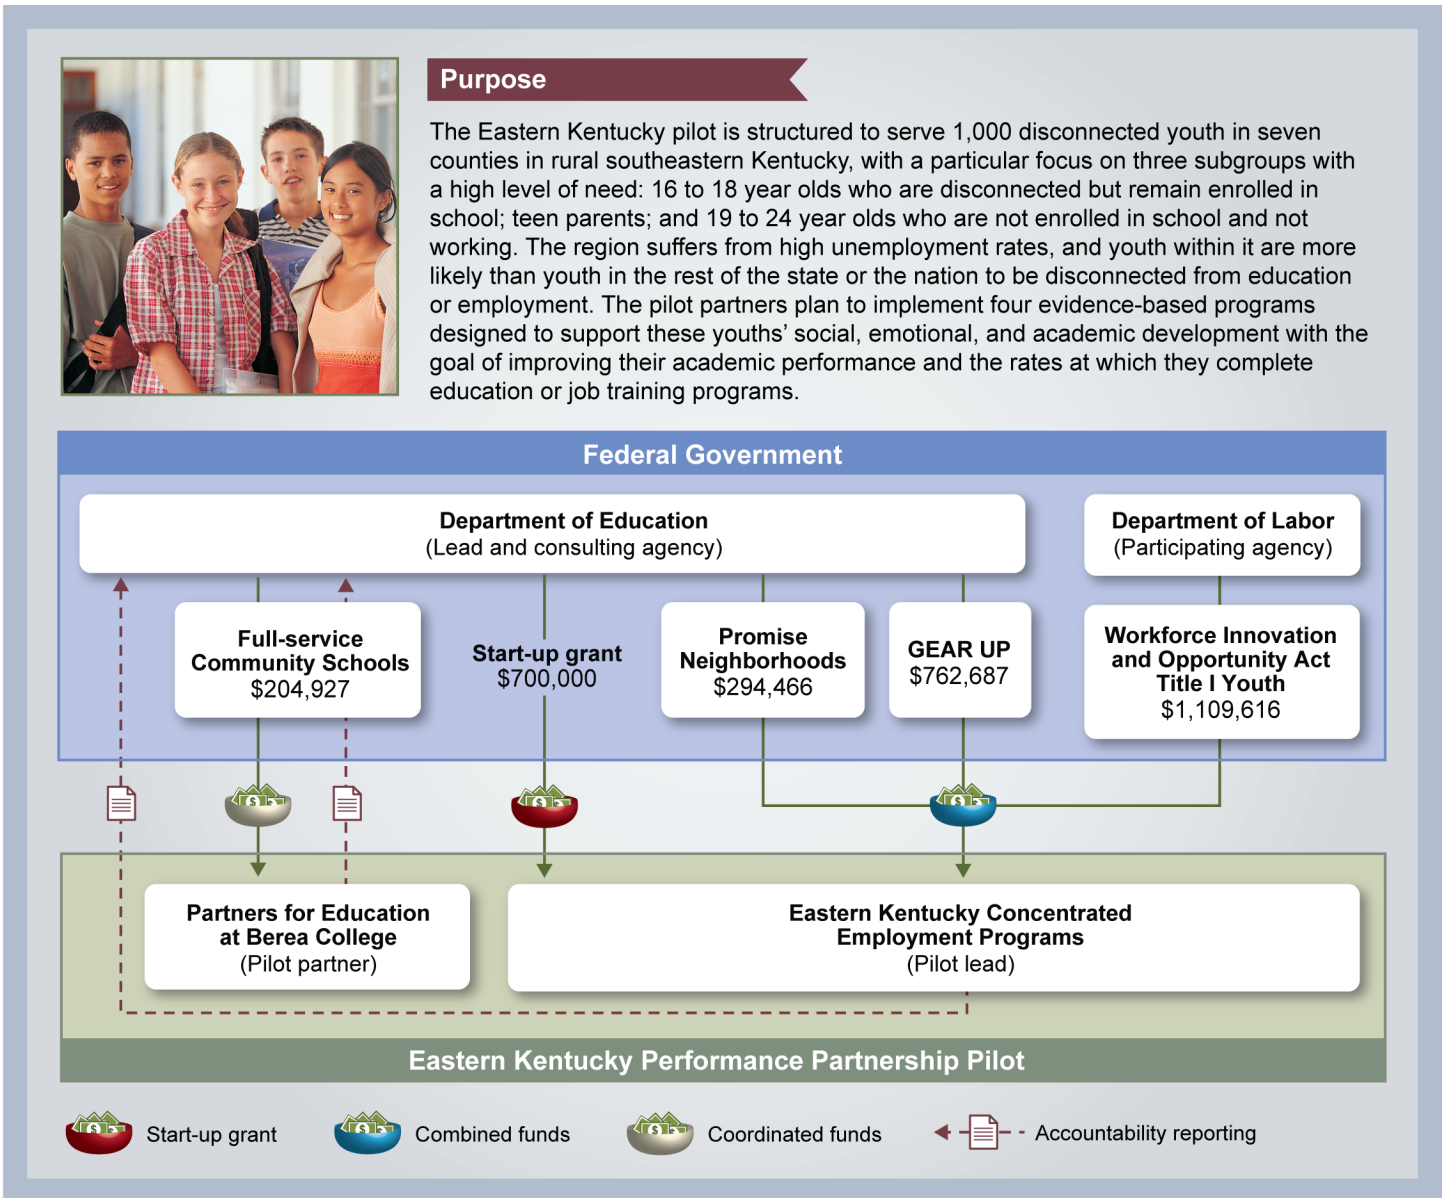 Purpose
The Eastern Kentucky pilot is structured to serve 1,000 disconnected youth in seven
counties in rural southeastern Kentucky, with a particular focus on three subgroups with
a high level of need: 16 to 18 year olds who are disconnected but remain enrolled in
school; teen parents; and 19 to 24 year olds who are not enrolled in school and not
working. The region suffers from high unemployment rates, and youth within it are more
likely than youth in the rest of the state or the nation to be disconnected from education
or employment. The pilot partners plan to implement four evidence-based programs
designed to support these youths’ social, emotional, and academic development with the
goal of improving their academic performance and the rates at which they complete
education or job training programs.
Federal Government
Department of Education
(Lead and consulting agency)
Department of Labor
(Participating agency)
Full-service
Community Schools
$204,927
Start-up grant
$700,000
Promise
Neighborhoods
$294,466
GEAR UP
$762,687
Workforce Innovation
and Opportunity Act
Title I Youth
$1,109,616
Partners for Education
at Berea College
(Pilot partner)
Eastern Kentucky Concentrated
Employment Programs
(Pilot lead)
Eastern Kentucky Performance Partnership Pilot
Start-up grant
Combined funds
Coordinated funds
Accountability reporting